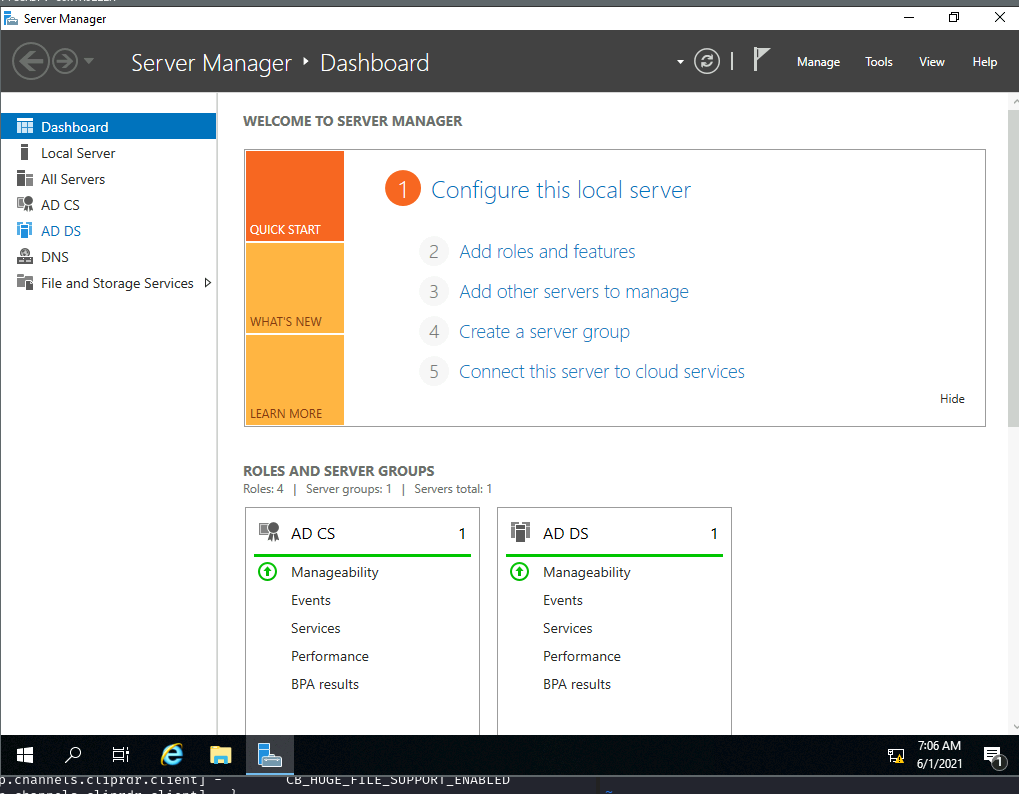 Server Manager
Server Manager ‣ Dashboard
Manage Tools View Help
Dashboard
Local Server
All Servers
AD CS
AD DS
DNS
File and Storage Services
WELCOME TO SERVER MANAGER
QUICK START
WHAT'S NEW
LEARN MORE
1 Configure this local server
2 Add roles and features
3 Add other servers to manage
4 Create a server group
5 Connect this server to cloud services
Hide
ROLES AND SERVER GROUPS
Roles: 4 | Server groups: 1 | Servers total: 1
AD CS 1
Manageability
Events
Services
Performance
BPA results
AD DS 1
Manageability
Events
Services
Performance
BPA results
7:06 AM
6/1/2021
1
p.channels.cliprdr.client] - CB_HUGE_FILE_SUPPORT_ENABLED